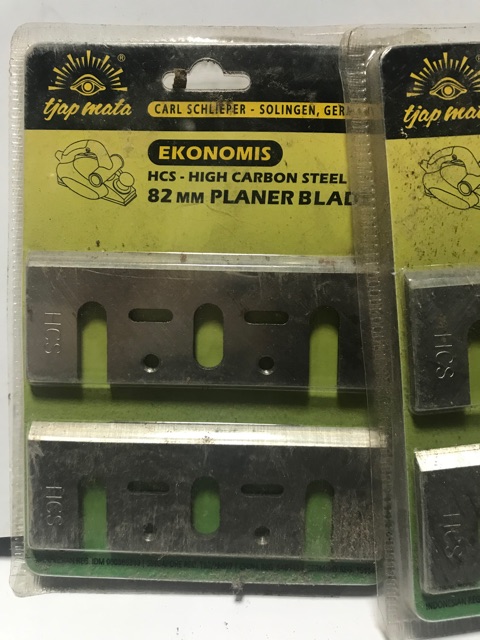 tjap mata ®
CARL SCHLIEPER - SOLINGEN, GER
EKONOMIS
HCS - HIGH CARBON STEEL
82 MM PLANER BLAD
HCS
HCS
tjap mat
HCS
HCS